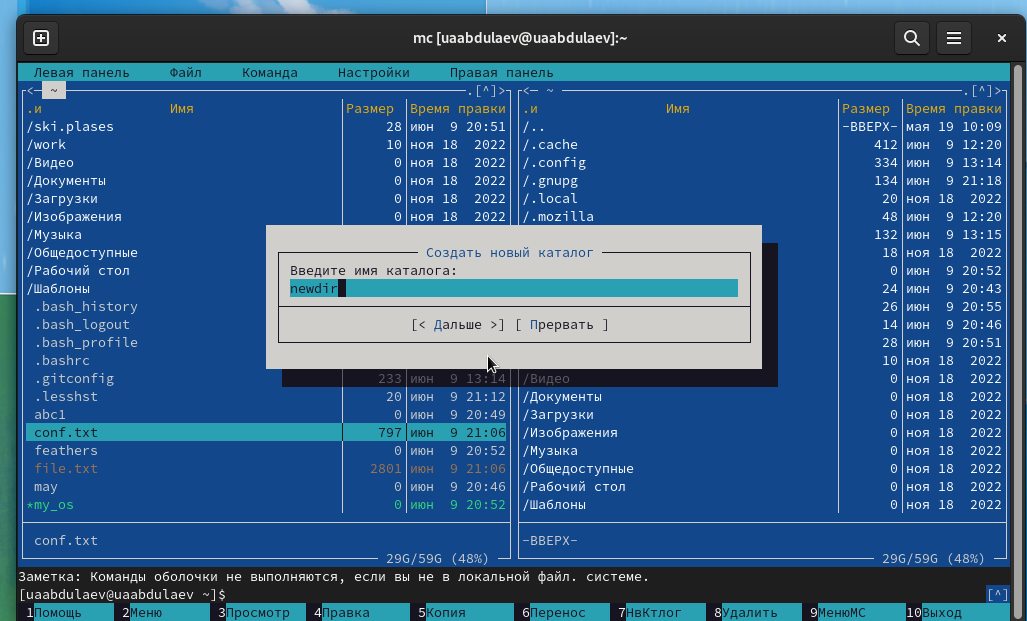 mc [uaabdulaev@uaabdulaev]:~
Левая панель Файл Команда Настройки Правая панель
<─ ~ .[^]> <─ ~ .[^]>
.и Имя Размер Время правки .и Имя Размер Время правки
/ski.plases 28 июн 9 20:51 /.. -ВВЕРХ- мая 19 10:09
/work 10 ноя 18 2022 /.cache 412 июн 9 12:20
/Видео 0 ноя 18 2022 /.config 334 июн 9 13:14
/Документы 0 ноя 18 2022 /.gnupg 134 июн 9 21:18
/Загрузки 0 ноя 18 2022 /.local 20 ноя 18 2022
/Изображения 0 ноя 18 2022 /.mozilla 48 июн 9 12:20
/Музыка 132 июн 9 13:15
/Общедоступные Создать новый каталог 18 ноя 18 2022
/Рабочий стол Введите имя каталога: 0 июн 9 20:52
/Шаблоны newdir 24 июн 9 20:43
.bash_history 26 июн 9 20:55
.bash_logout [< Дальше >] [ Прервать ] 14 июн 9 20:46
.bash_profile 28 июн 9 20:51
.bashrc 10 ноя 18 2022
.gitconfig 233 июн 9 13:14 /Видео 0 ноя 18 2022
.lesshst 20 июн 9 21:12 /Документы 0 ноя 18 2022
abc1 0 июн 9 20:49 /Загрузки 0 ноя 18 2022
conf.txt 797 июн 9 21:06 /Изображения 0 ноя 18 2022
feathers 0 июн 9 20:52 /Музыка 0 ноя 18 2022
file.txt 2801 июн 9 21:06 /Общедоступные 0 ноя 18 2022
may 0 июн 9 20:46 /Рабочий стол 0 ноя 18 2022
*my_os 0 июн 9 20:52 /Шаблоны 0 ноя 18 2022
conf.txt -ВВЕРХ-
29G/59G (48%) 29G/59G (48%)
Заметка: Команды оболочки не выполняются, если вы не в локальной файл. системе.
[uaabdulaev@uaabdulaev ~]$ [^]
1Помощь 2Меню 3Просмотр 4Правка 5Копия 6Перенос 7НвКтлог 8Удалить 9МенюМС 10Выход